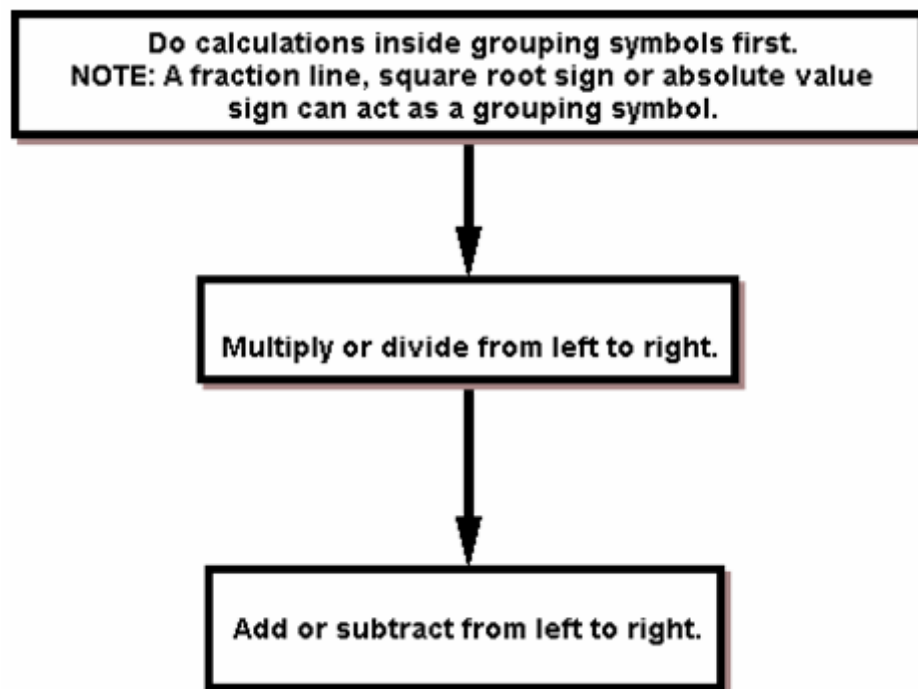 Do calculations inside grouping symbols first.
NOTE: A fraction line, square root sign or absolute value
sign can act as a grouping symbol.
Multiply or divide from left to right.
Add or subtract from left to right.